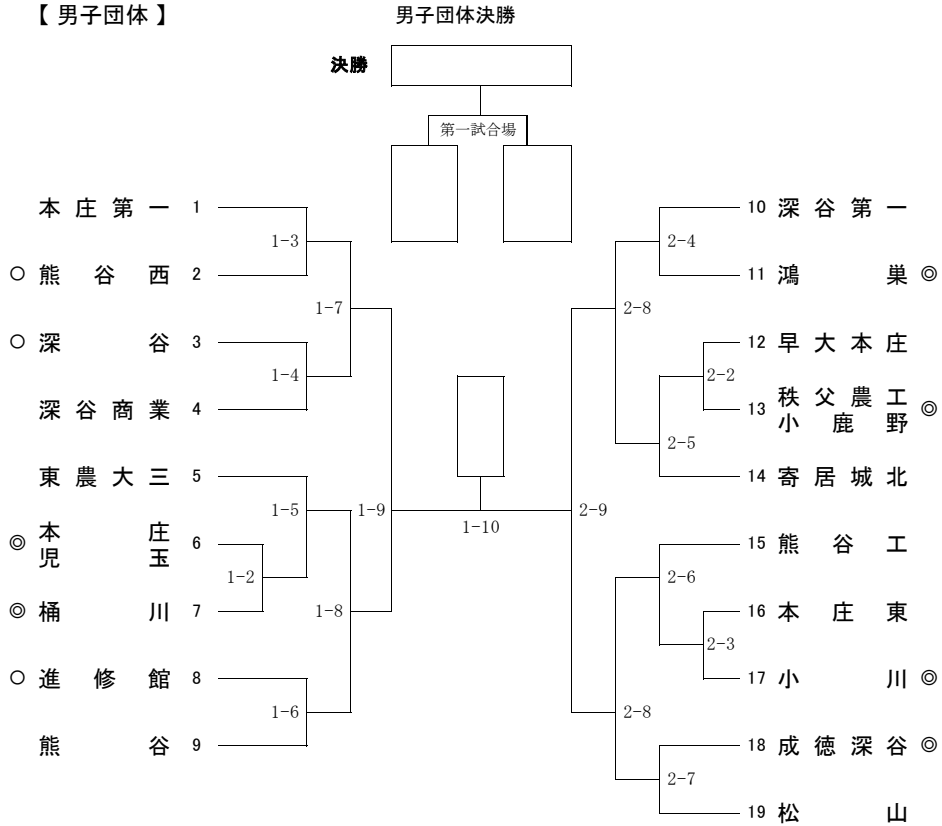 【 男子団体 】
男子団体決勝
決勝
第一試合場
本庄第一 1
1-3
○ 熊谷西 2
1-7
○ 深谷 3
1-4
深谷商業 4
東農大三 5
1-5
1-9
◎ 本庄 6
児玉
1-2
◎ 桶川 7
1-8
○ 進修館 8
1-6
熊谷 9
1-10
10 深谷第一
2-4
11 鴻巣 ◎
2-8
12 早大本庄
2-2
13 秩父農工 ◎
小鹿野
2-5
14 寄居城北
2-9
15 熊谷工
2-6
16 本庄東
2-3
17 小川 ◎
2-8
18 成徳深谷 ◎
2-7
19 松山